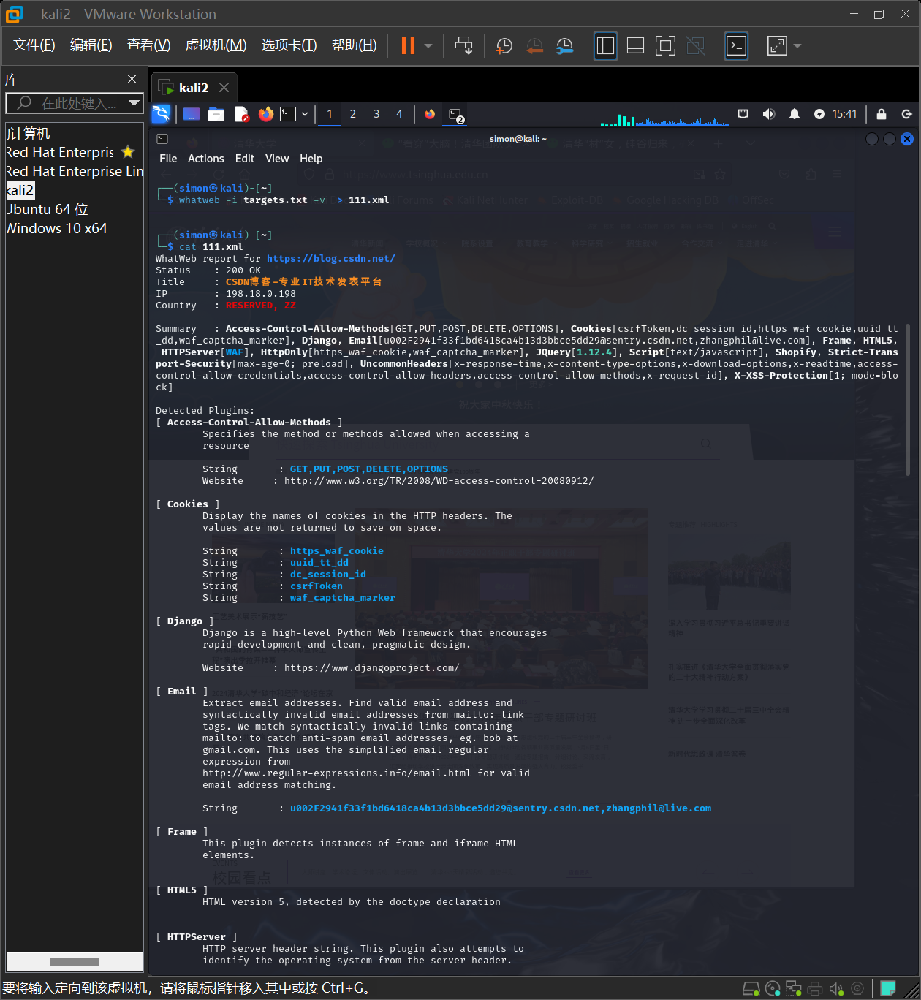 kali2 - VMware Workstation
文件(F) 编辑(E) 查看(V) 虚拟机(M) 选项卡(T) 帮助(H)
库
在此处键入...
计算机
Red Hat Enterpris
Red Hat Enterprise Lin
kali2
Ubuntu 64 位
Windows 10 x64
kali2
1 2 3 4
2
15:41
simon@kali: ~
File Actions Edit View Help
┌──(simon㉿kali)-[~]
└─$ whatweb -i targets.txt -v  > 111.xml
┌──(simon㉿kali)-[~]
└─$ cat 111.xml
WhatWeb report for https://blog.csdn.net/
Status    : 200 OK
Title     : CSDN博客-专业IT技术发表平台
IP        : 198.18.0.198
Country   : RESERVED, ZZ
Summary   : Access-Control-Allow-Methods[GET,PUT,POST,DELETE,OPTIONS], Cookies[csrfToken,dc_session_id,https_waf_cookie,uuid_tt
_dd,waf_captcha_marker], Django, Email[u002F2941f33f1bd6418ca4b13d3bbce5dd29@sentry.csdn.net,zhangphil@live.com], Frame, HTML5,
HTTPServer[WAF], HttpOnly[https_waf_cookie,waf_captcha_marker], JQuery[1.12.4], Script[text/javascript], Shopify, Strict-Trans
port-Security[max-age=0; preload], UncommonHeaders[x-response-time,x-content-type-options,x-download-options,x-readtime,access-
control-allow-credentials,access-control-allow-headers,access-control-allow-methods,x-request-id], X-XSS-Protection[1; mode=blo
ck]
Detected Plugins:
[ Access-Control-Allow-Methods ]
Specifies the method or methods allowed when accessing a
resource
String       : GET,PUT,POST,DELETE,OPTIONS
Website     : http://www.w3.org/TR/2008/WD-access-control-20080912/
[ Cookies ]
Display the names of cookies in the HTTP headers. The
values are not returned to save on space.
String       : https_waf_cookie
String       : uuid_tt_dd
String       : dc_session_id
String       : csrfToken
String       : waf_captcha_marker
[ Django ]
Django is a high-level Python Web framework that encourages
rapid development and clean, pragmatic design.
Website     : https://www.djangoproject.com/
[ Email ]
Extract email addresses. Find valid email address and
syntactically invalid email addresses from mailto: link
tags. We match syntactically invalid links containing
mailto: to catch anti-spam email addresses, eg. bob at
gmail.com. This uses the simplified email regular
expression from
http://www.regular-expressions.info/email.html for valid
email address matching.
String       : u002F2941f33f1bd6418ca4b13d3bbce5dd29@sentry.csdn.net,zhangphil@live.com
[ Frame ]
This plugin detects instances of frame and iframe HTML
elements.
校园看点
[ HTML5 ]
HTML version 5, detected by the doctype declaration
[ HTTPServer ]
HTTP server header string. This plugin also attempts to
identify the operating system from the server header.
要将输入定向到该虚拟机，请将鼠标指针移入其中或按 Ctrl+G。